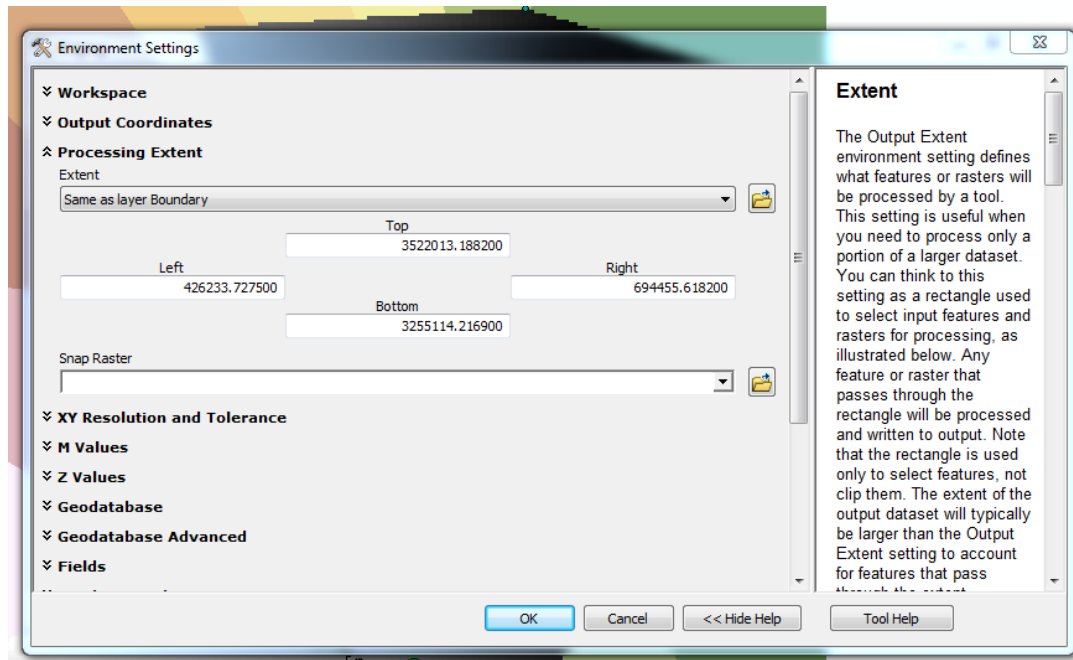 Environment Settings
Workspace
Output Coordinates
Processing Extent
Extent
Same as layer Boundary
Top
3522013.188200
Left
Right
426233.727500
694455.618200
Bottom
3255114.216900
Snap Raster
XY Resolution and Tolerance
M Values
Z Values
Geodatabase
Geodatabase Advanced
Fields
Extent
The Output Extent
environment setting defines
what features or rasters will
be processed by a tool.
This setting is useful when
you need to process only a
portion of a larger dataset.
You can think to this
setting as a rectangle used
to select input features and
rasters for processing, as
illustrated below. Any
feature or raster that
passes through the
rectangle will be processed
and written to output. Note
that the rectangle is used
only to select features, not
clip them. The extent of the
output dataset will typically
be larger than the Output
Extent setting to account
for features that pass
through the extent
OK
Cancel
<< Hide Help
Tool Help